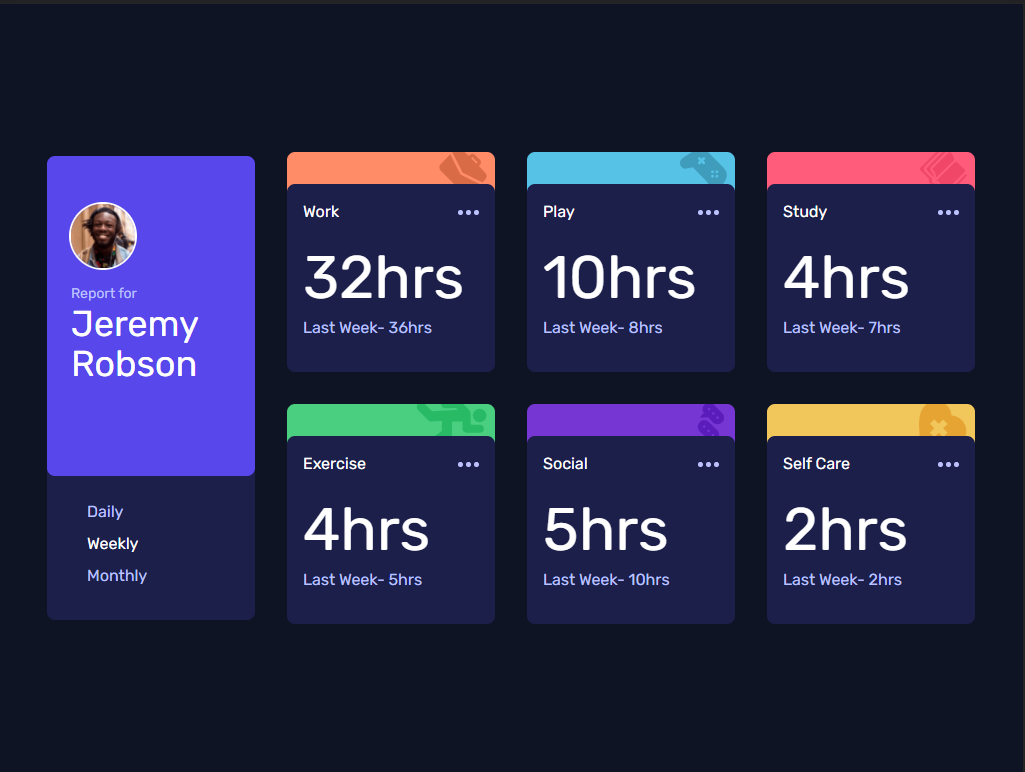 Report for
Jeremy
Robson
Daily
Weekly
Monthly
Work
32hrs
Last Week- 36hrs
Play
10hrs
Last Week- 8hrs
Study
4hrs
Last Week- 7hrs
Exercise
4hrs
Last Week- 5hrs
Social
5hrs
Last Week- 10hrs
Self Care
2hrs
Last Week- 2hrs